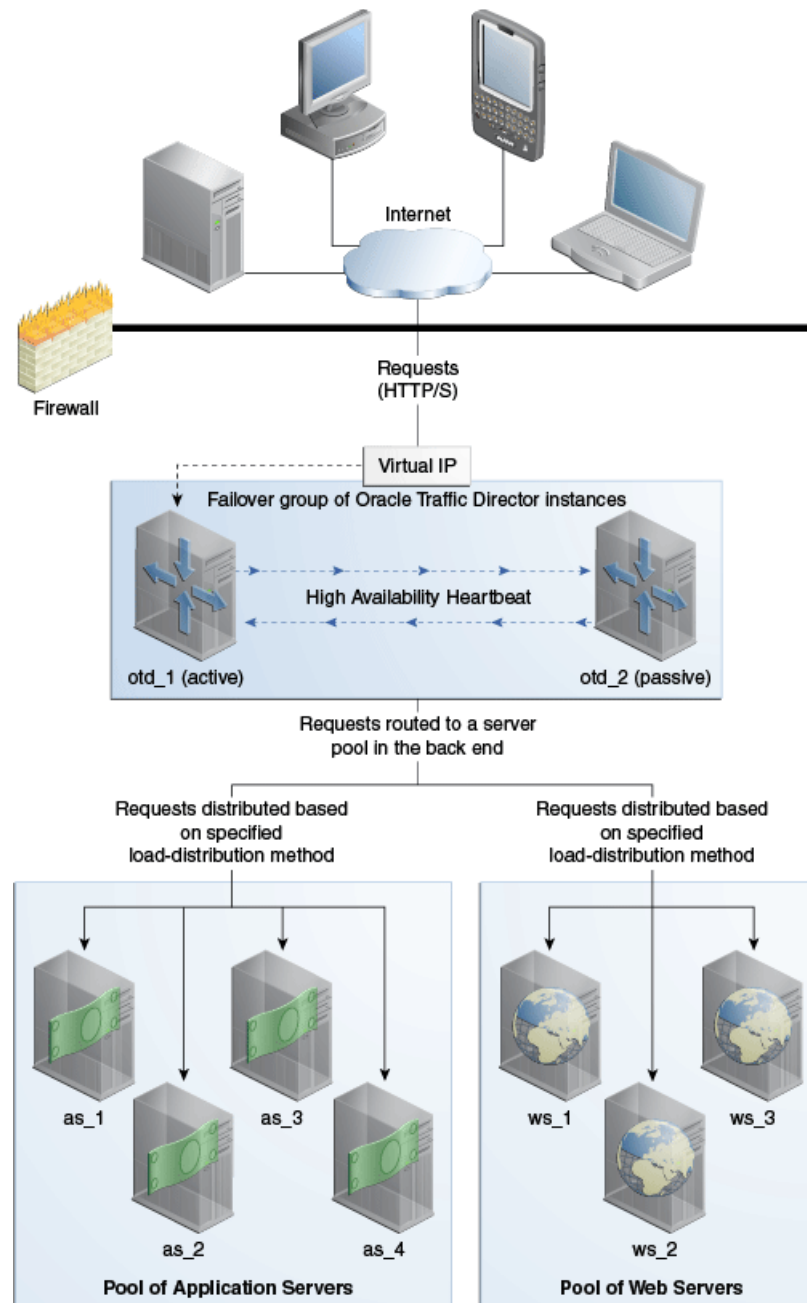 Internet
Firewall
Requests
(HTTP/S)
Virtual IP
Failover group of Oracle Traffic Director instances
High Availability Heartbeat
otd_1 (active)
otd_2 (passive)
Requests routed to a server
pool in the back end
Requests distributed based
on specified
load-distribution method
Requests distributed based
on specified
load-distribution method
as_1
as_3
as_2
as_4
Pool of Application Servers
ws_1
ws_3
ws_2
Pool of Web Servers